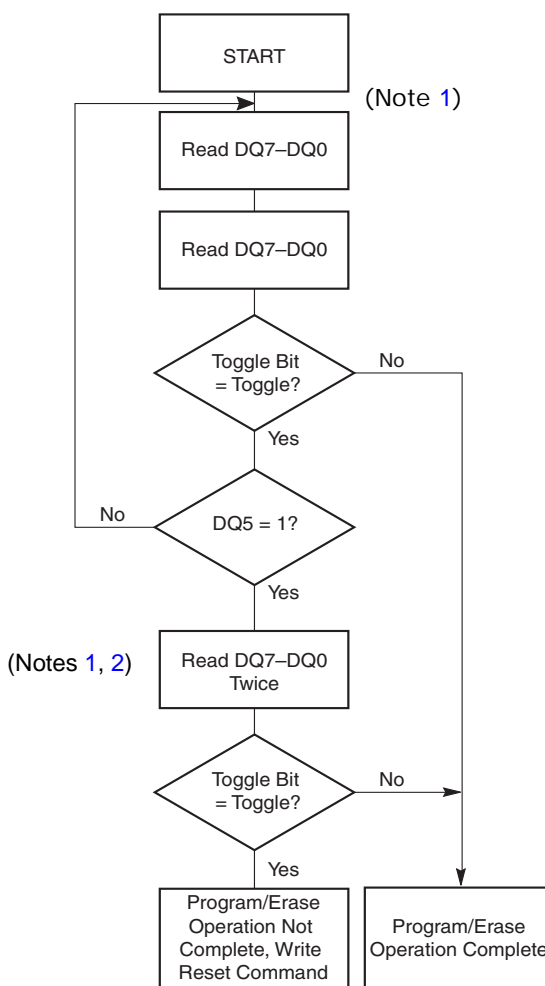 START
(Note 1)
Read DQ7–DQ0
Read DQ7–DQ0
Toggle Bit
= Toggle?
No
Yes
No
DQ5 = 1?
Yes
(Notes 1, 2)
Read DQ7–DQ0
Twice
Toggle Bit
= Toggle?
No
Yes
Program/Erase
Operation Not
Complete, Write
Reset Command
Program/Erase
Operation Complete